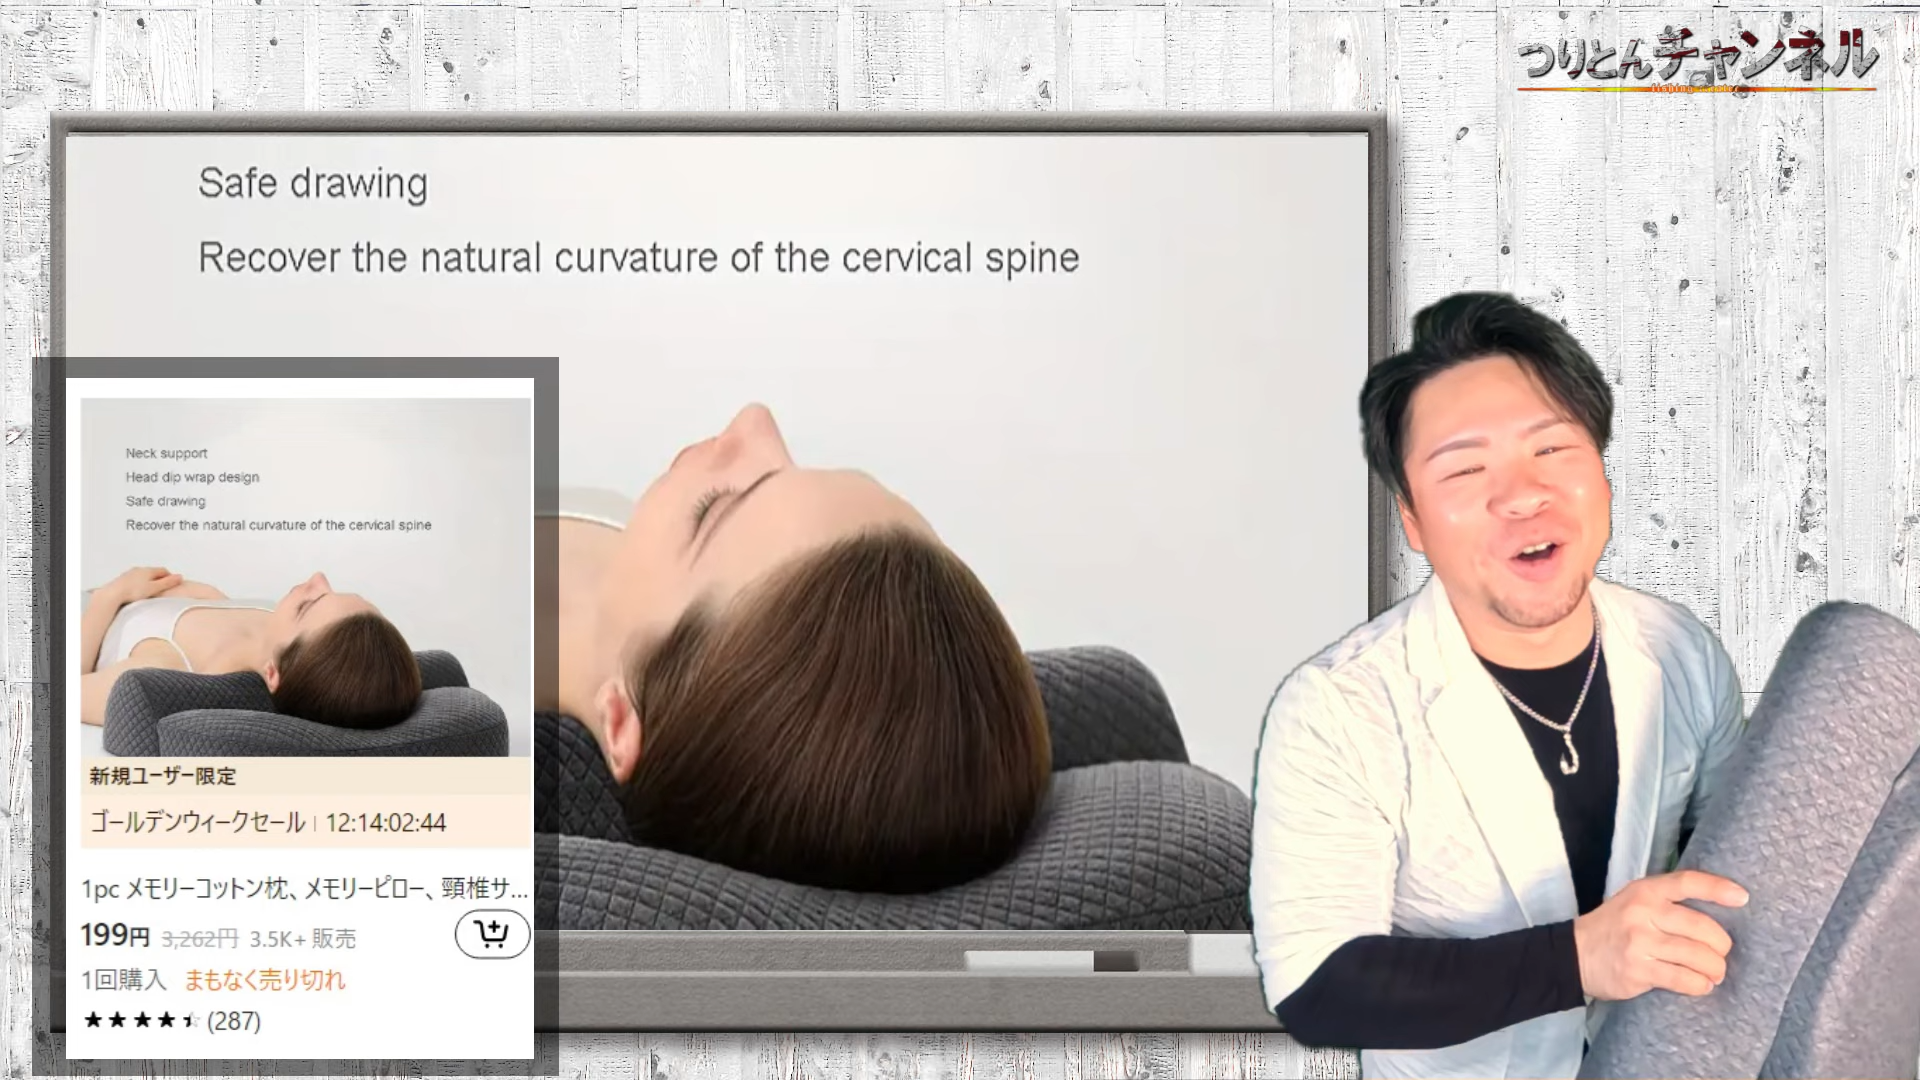 つりとんチャンネル
Safe drawing
Recover the natural curvature of the cervical spine
Neck support
Head dip wrap design
Safe drawing
Recover the natural curvature of the cervical spine
新規ユーザー限定
ゴールデンウィークセール | 12:14:02:44
1pc メモリーコットン枕、メモリーピロー、頸椎サ...
199円 3,262円 3.5K+ 販売
1回購入 まもなく売り切れ
(287)